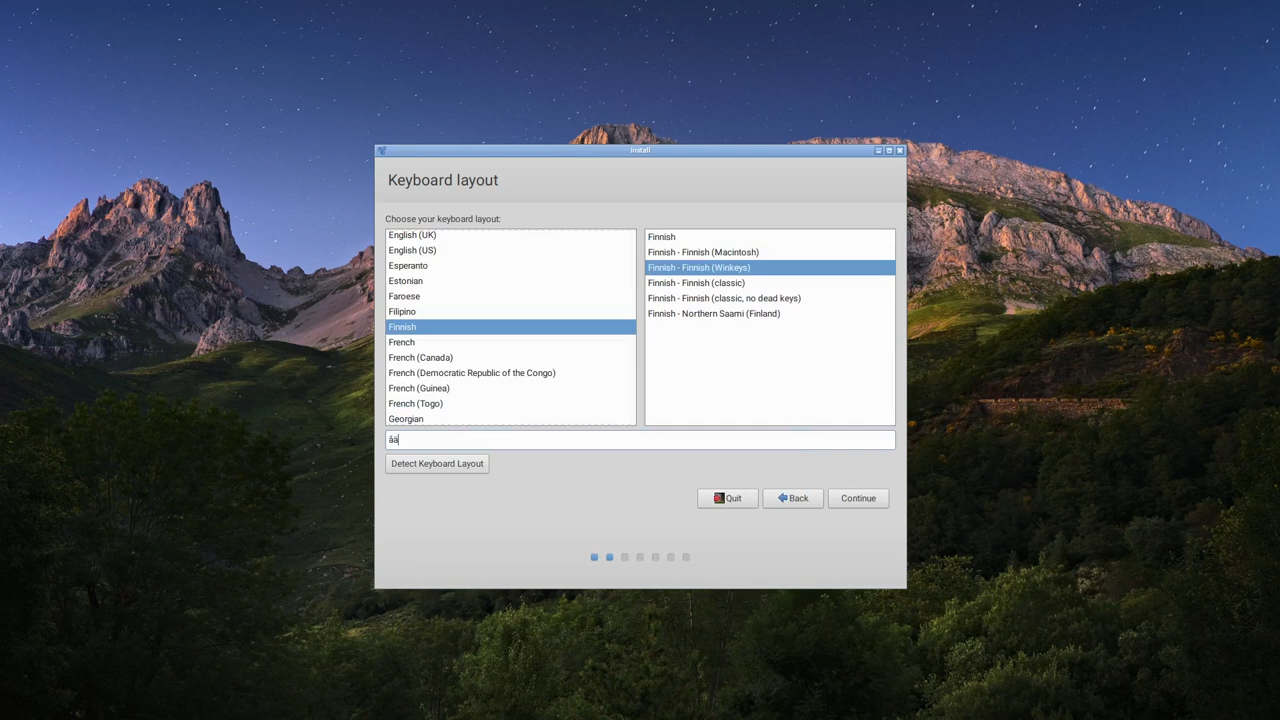 Install
Keyboard layout
Choose your keyboard layout:
English (UK)
English (US)
Esperanto
Estonian
Faroese
Filipino
Finnish
French
French (Canada)
French (Democratic Republic of the Congo)
French (Guinea)
French (Togo)
Georgian
Finnish
Finnish - Finnish (Macintosh)
Finnish - Finnish (Winkeys)
Finnish - Finnish (classic)
Finnish - Finnish (classic, no dead keys)
Finnish - Northern Saami (Finland)
åä
Detect Keyboard Layout
Quit
Back
Continue